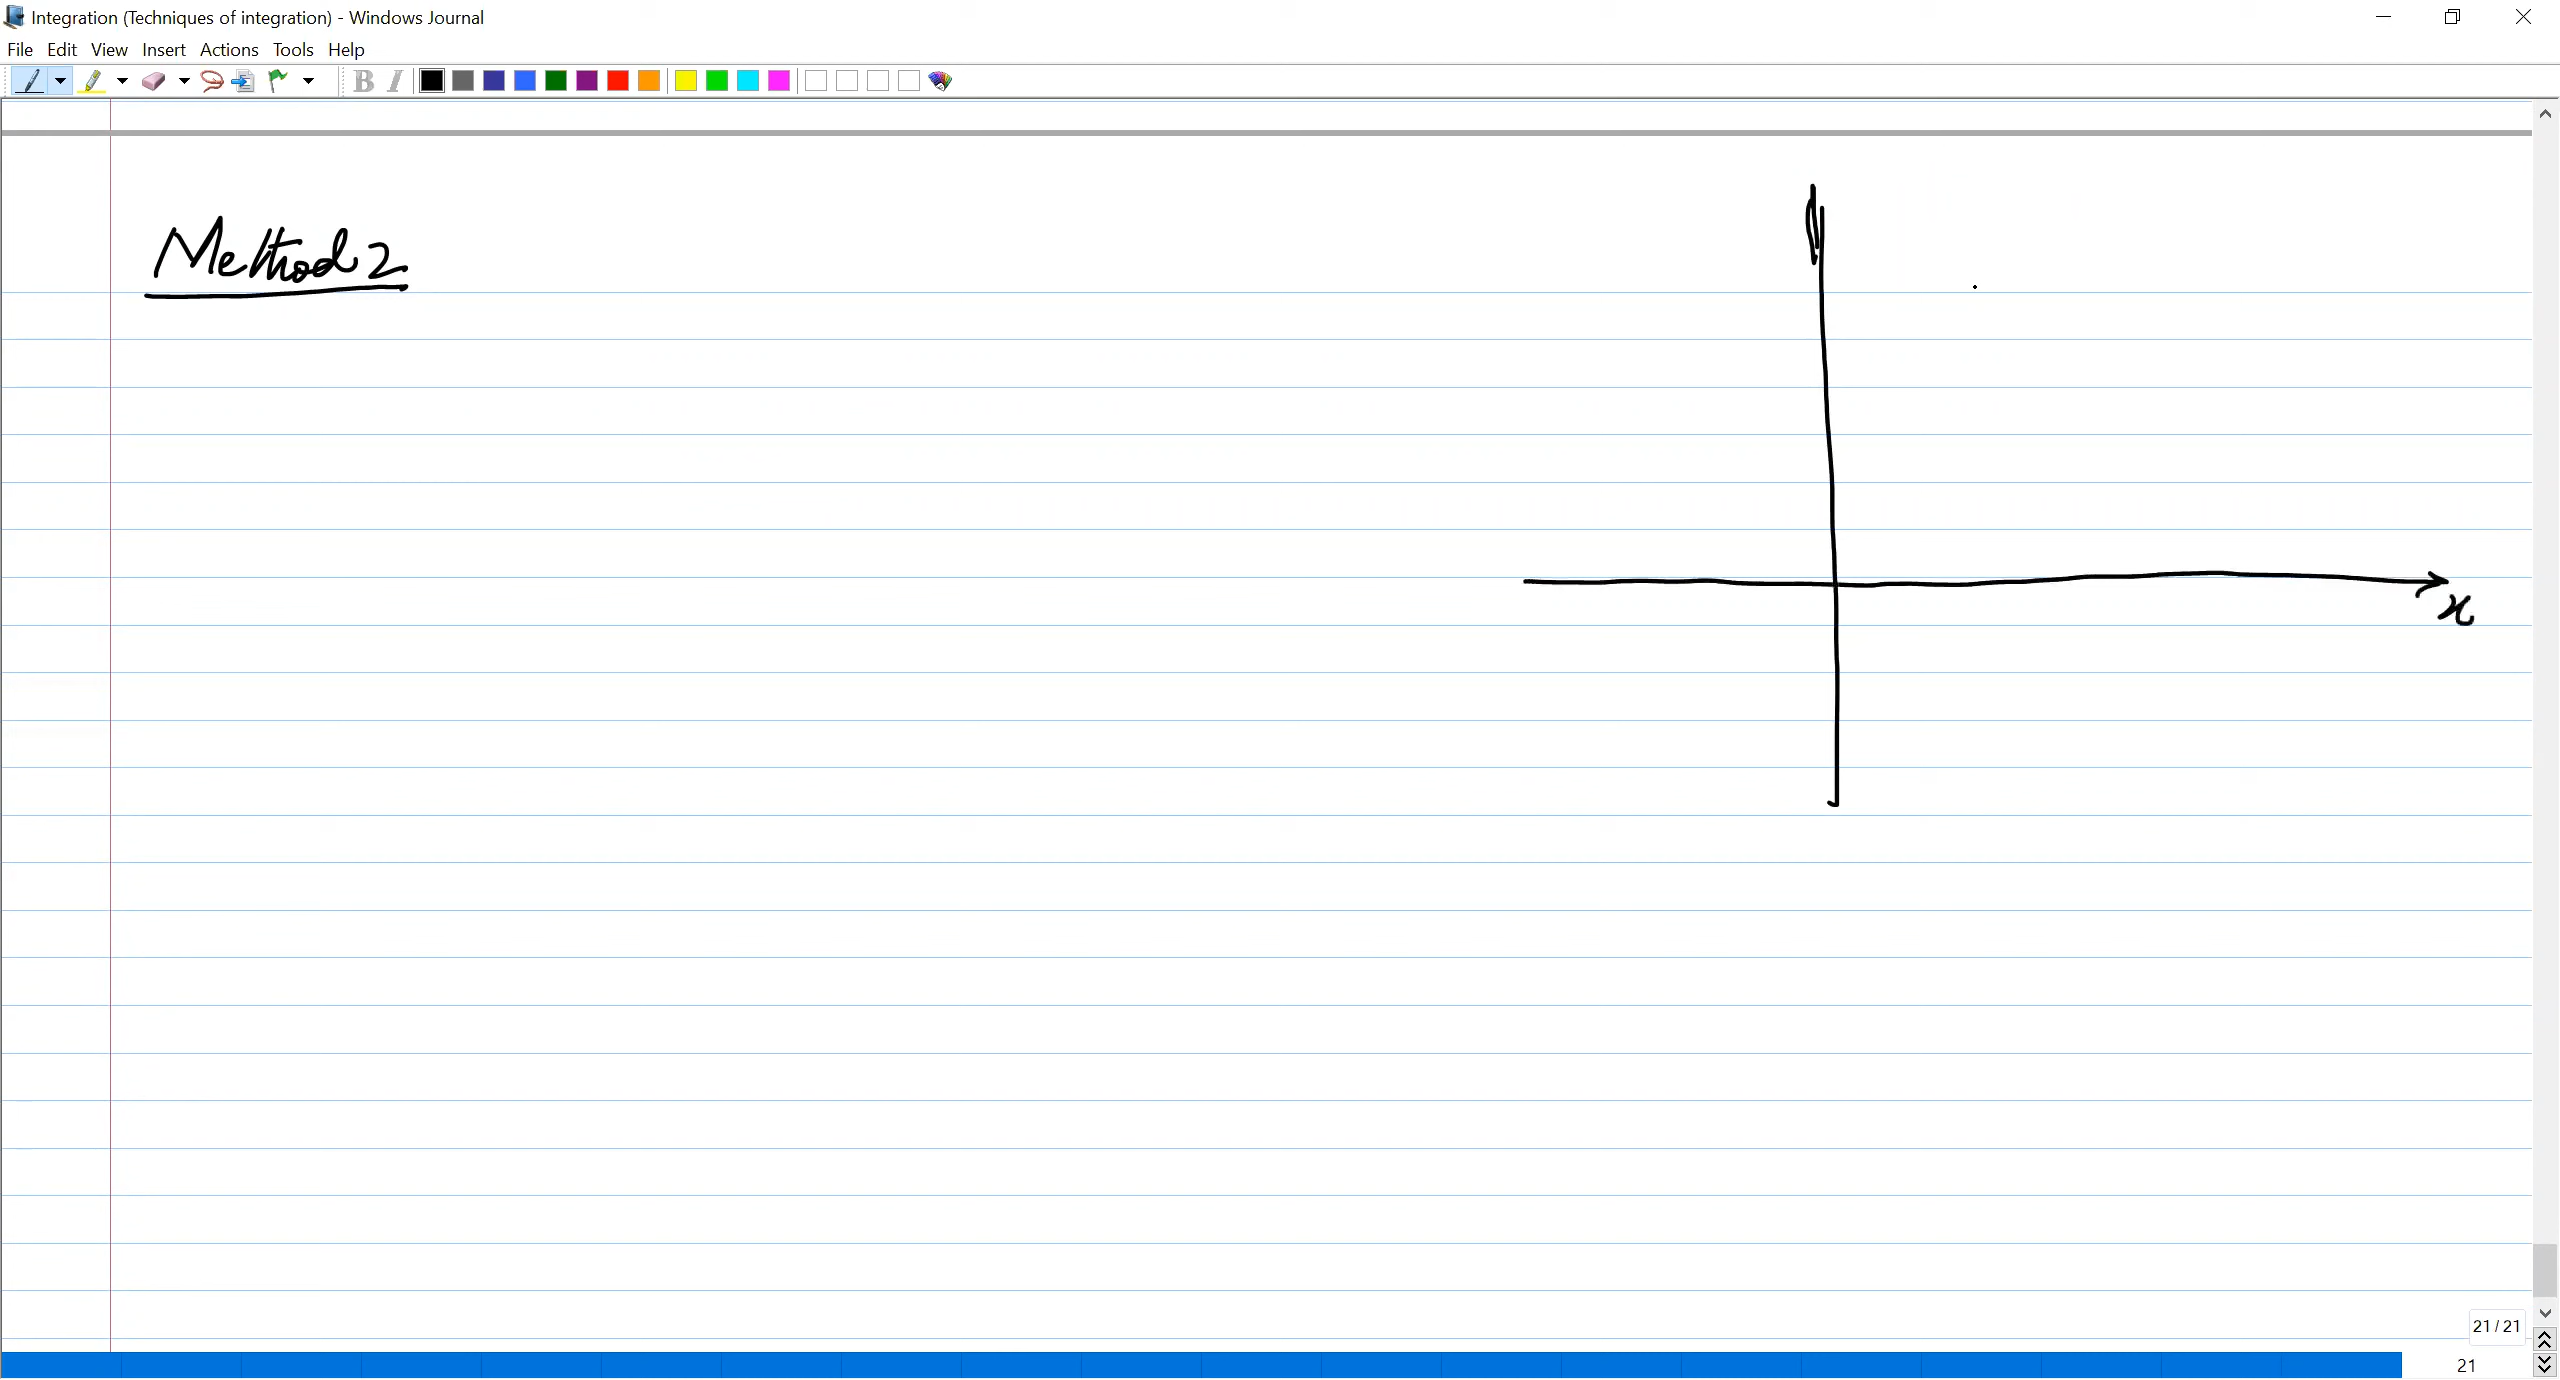 Integration (Techniques of integration) - Windows Journal
File Edit View Insert Actions Tools Help
B I
Method 2
x
21 / 21
21